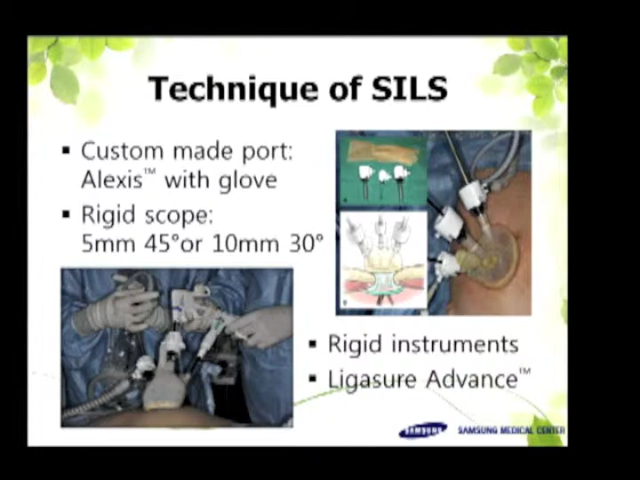 Technique of SILS
▪ Custom made port:
Alexis™ with glove
▪ Rigid scope:
5mm 45°or 10mm 30°
▪ Rigid instruments
▪ Ligasure Advance™
SAMSUNG SAMSUNG MEDICAL CENTER